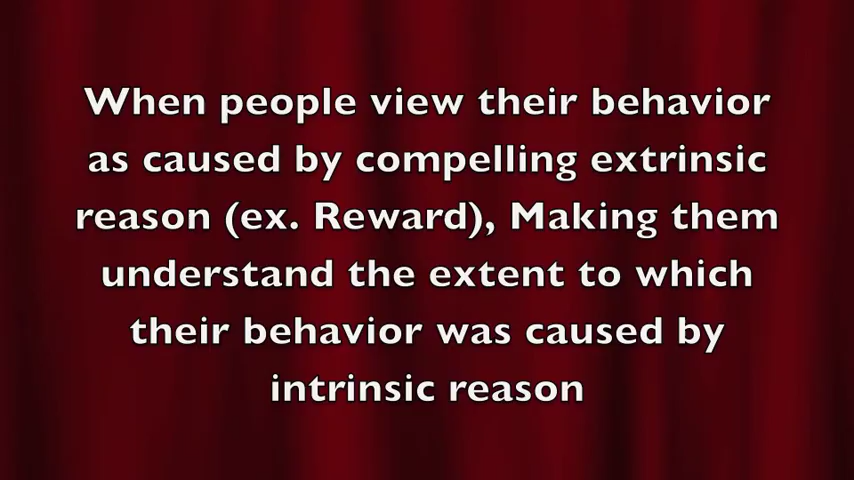 When people view their behavior
as caused by compelling extrinsic
reason (ex. Reward), Making them
understand the extent to which
their behavior was caused by
intrinsic reason